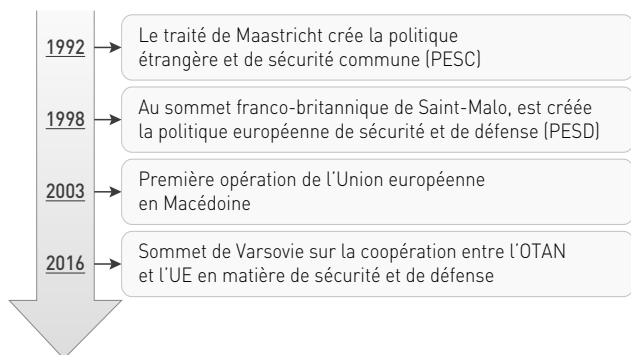 1992
Le traité de Maastricht crée la politique
étrangère et de sécurité commune (PESC)
1998
Au sommet franco-britannique de Saint-Malo, est créée
la politique européenne de sécurité et de défense (PESD)
2003
Première opération de l'Union européenne
en Macédoine
2016
Sommet de Varsovie sur la coopération entre l'OTAN
et l'UE en matière de sécurité et de défense